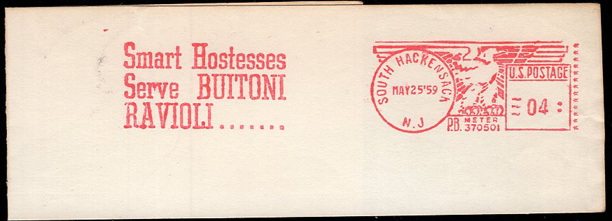 Smart Hostesses
Serve BUITONI
RAVIOLI.......
SOUTH HACKENSACK
MAY 25 '59
N.J
U.S. POSTAGE
04
P.B. METER
370501